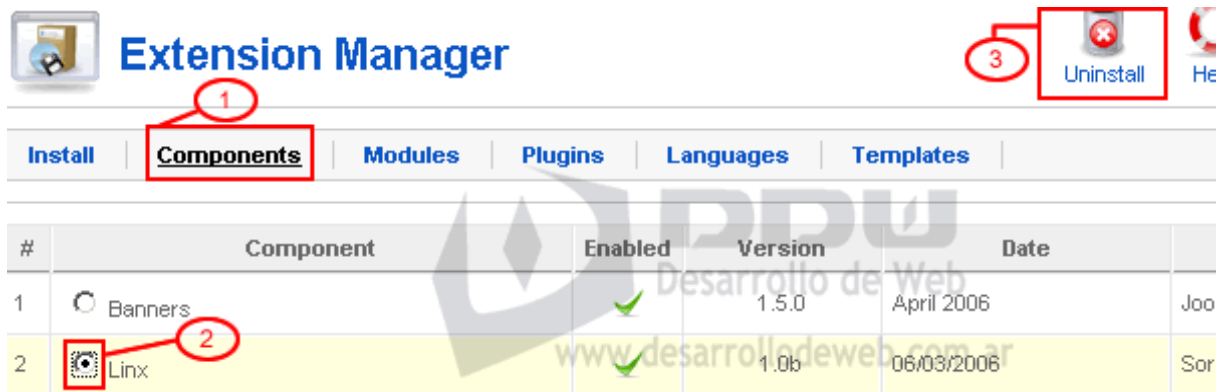 Extension Manager
3
Uninstall
He
1
Install Components Modules Plugins Languages Templates
DDW
# Component Enabled Version Date
Desarrollo de Web
1 Banners 1.5.0 April 2006 Joo
2
www.desarrollodeweb.com.ar
2 Linx 1.0b 06/03/2006 Sor